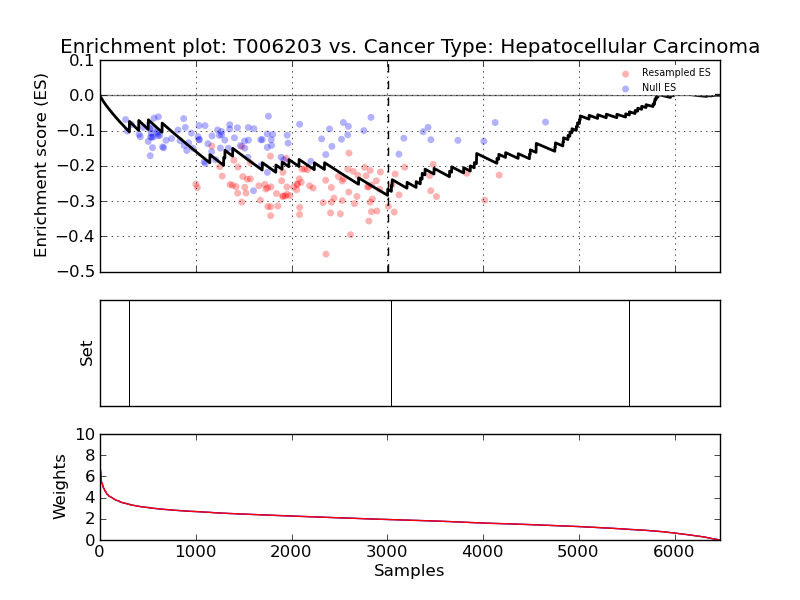 Enrichment plot: T006203 vs. Cancer Type: Hepatocellular Carcinoma
Enrichment score (ES)
0.1
0.0
−0.1
−0.2
−0.3
−0.4
−0.5
Resampled ES
Null ES
Set
Weights
10
8
6
4
2
0
0 1000 2000 3000 4000 5000 6000
Samples